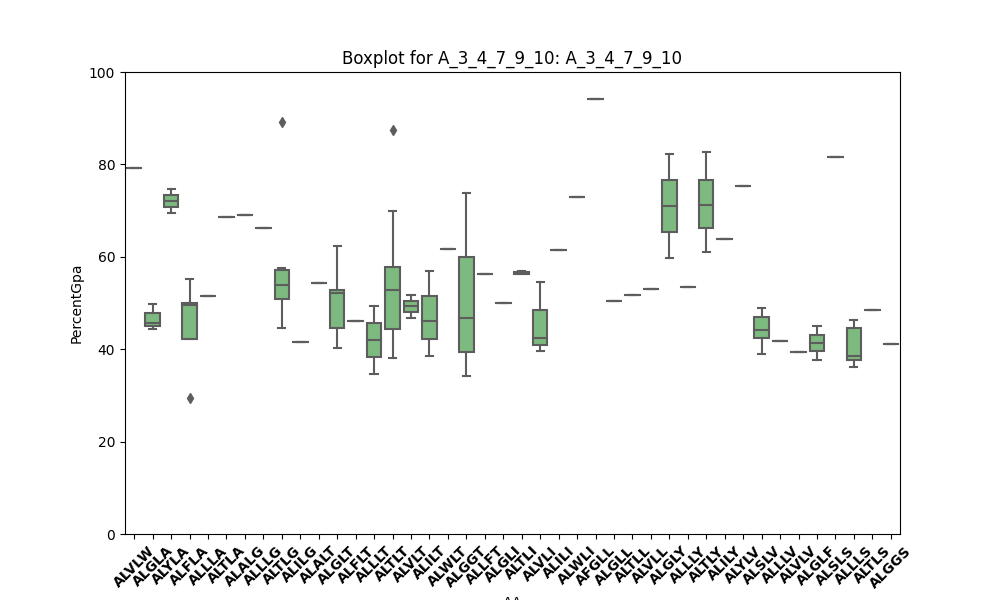 Boxplot for A_3_4_7_9_10: A_3_4_7_9_10
PercentGpa
100
80
60
40
20
0
ALVLW
ALGLA
ALYLA
ALFLA
ALLLA
ALTLA
ALALG
ALLLG
ALTLG
ALILG
ALALT
ALGLT
ALFLT
ALLLT
ALTLT
ALVLT
ALILT
ALWLT
ALGGT
ALLFT
ALGLI
ALTLI
ALVLI
ALILI
ALWLI
AFGLL
ALGLL
ALTLL
ALVLL
ALGLY
ALLLY
ALTLY
ALILY
ALYLV
ALSLV
ALLLV
ALVLV
ALGLF
ALSLS
ALLLS
ALTLS
ALGGS